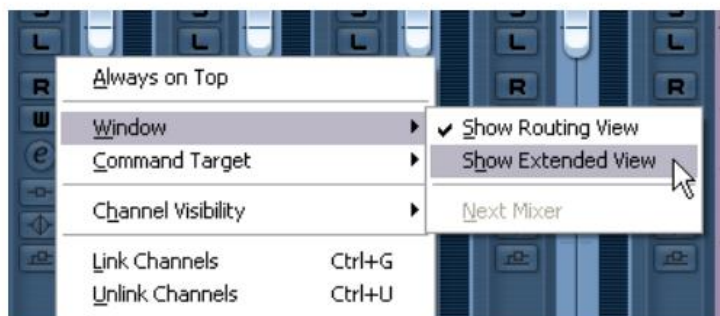 L L L L L
R R R
W
e
Always on Top
Window
Command Target
Channel Visibility
Link Channels Ctrl+G
Unlink Channels Ctrl+U
✔ Show Routing View
Show Extended View
Next Mixer